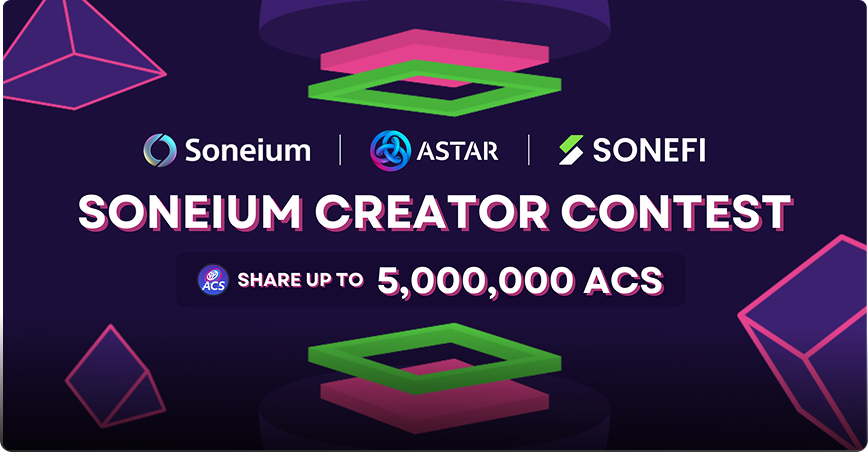 Soneium | ASTAR | SONEFI
SONEIUM CREATOR CONTEST
ACS SHARE UP TO 5,000,000 ACS